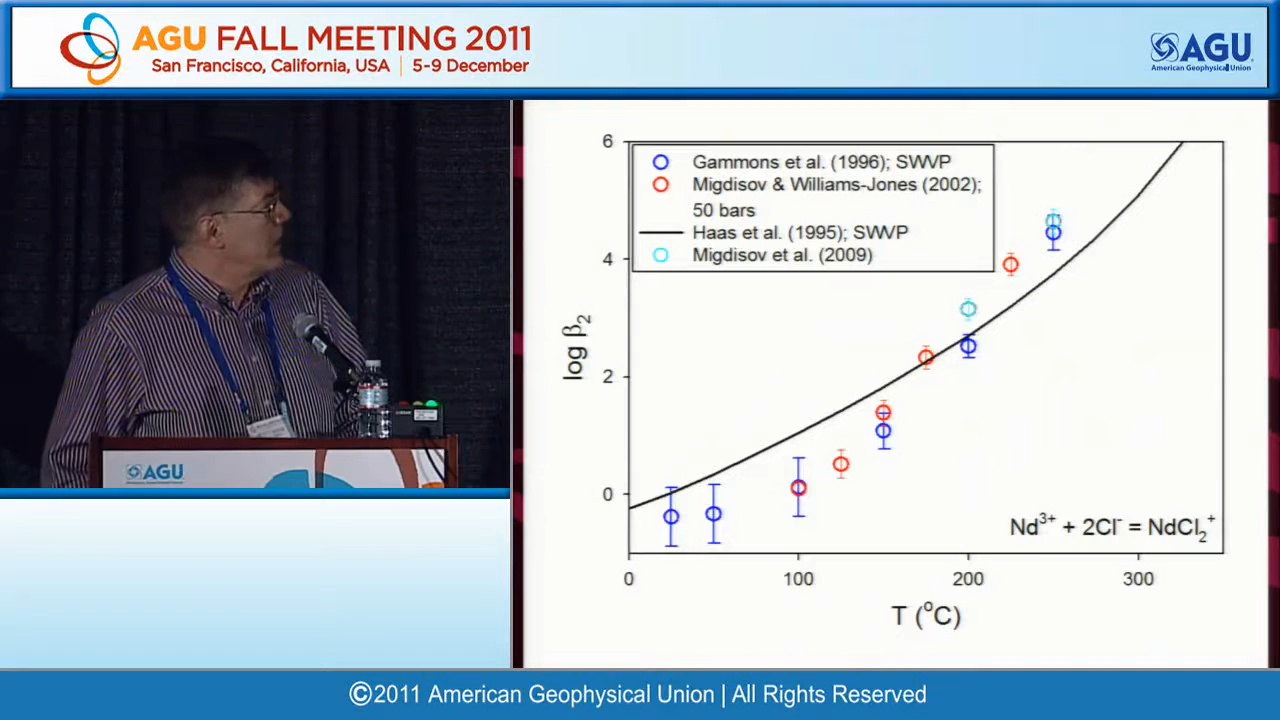 AGU FALL MEETING 2011
San Francisco, California, USA | 5-9 December
AGU
American Geophysical Union
AGU
6
4
2
0
log β₂
Gammons et al. (1996); SWVP
Migdisov & Williams-Jones (2002);
50 bars
Haas et al. (1995); SWVP
Migdisov et al. (2009)
Nd³⁺ + 2Cl⁻ = NdCl₂⁺
0 100 200 300
T (°C)
©2011 American Geophysical Union | All Rights Reserved